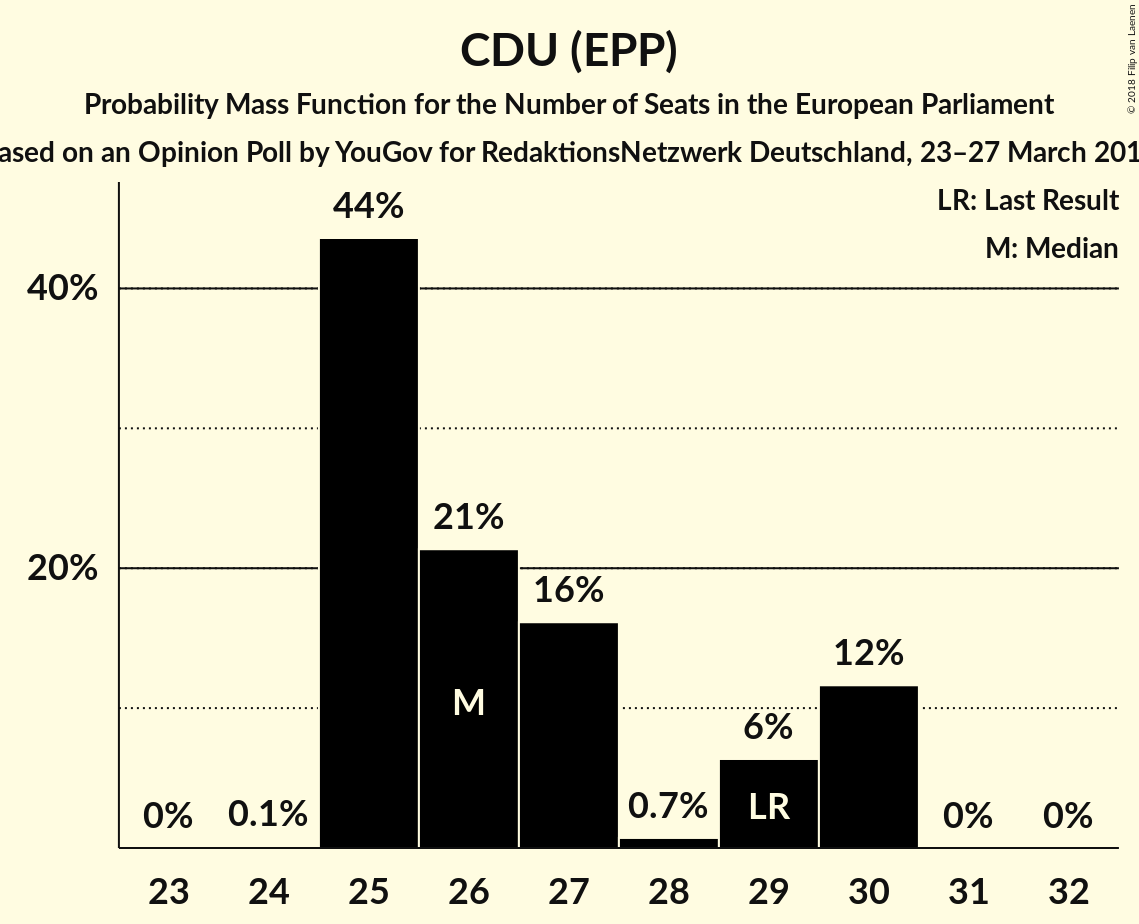 CDU (EPP)
Probability Mass Function for the Number of Seats in the European Parliament
ased on an Opinion Poll by YouGov for RedaktionsNetzwerk Deutschland, 23–27 March 201
© 2018 Filip van Laenen
LR: Last Result
M: Median
44%
40%
21%
20%
16%
12%
M
6%
0%
0.1%
0.7%
LR
0%
0%
23 24 25 26 27 28 29 30 31 32